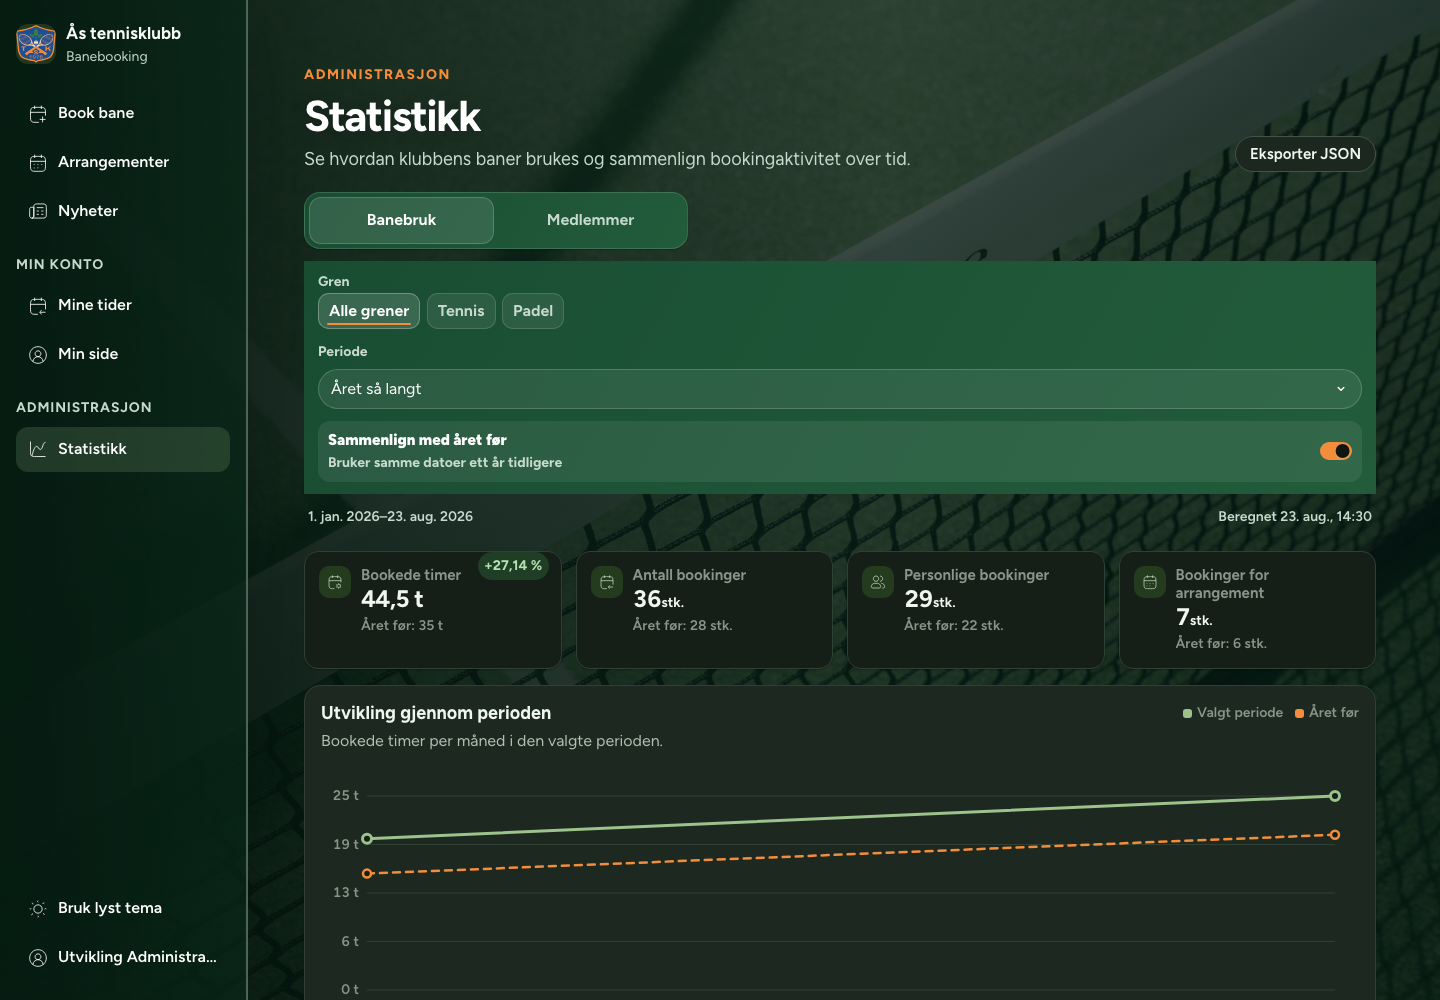 Ås tennisklubb
Banebooking
Book bane
Arrangementer
Nyheter
MIN KONTO
Mine tider
Min side
ADMINISTRASJON
Statistikk
Bruk lyst tema
Utvikling Administra...
ADMINISTRASJON
Statistikk
Se hvordan klubbens baner brukes og sammenlign bookingaktivitet over tid.
Eksporter JSON
Banebruk
Medlemmer
Gren
Alle grener
Tennis
Padel
Periode
Året så langt
Sammenlign med året før
Bruker samme datoer ett år tidligere
1. jan. 2026–23. aug. 2026
Beregnet 23. aug., 14:30
Bookede timer
+27,14 %
44,5 t
Året før: 35 t
Antall bookinger
36stk.
Året før: 28 stk.
Personlige bookinger
29stk.
Året før: 22 stk.
Bookinger for
arrangement
7stk.
Året før: 6 stk.
Utvikling gjennom perioden
Valgt periode
Året før
Bookede timer per måned i den valgte perioden.
25 t
19 t
13 t
6 t
0 t